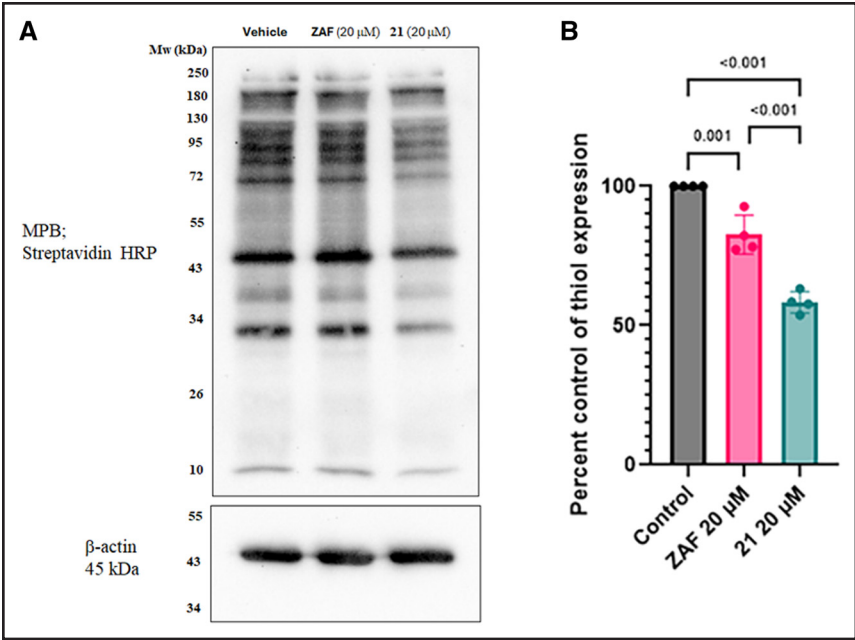 A
Vehicle ZAF (20 µM) 21 (20 µM)
Mw (kDa)
250
180
130
95
72
55
43
34
26
10
MPB;
Streptavidin HRP
55
43
34
β-actin
45 kDa
B
<0.001
<0.001
0.001
Percent control of thiol expression
100
50
0
Control
ZAF 20 µM
21 20 µM